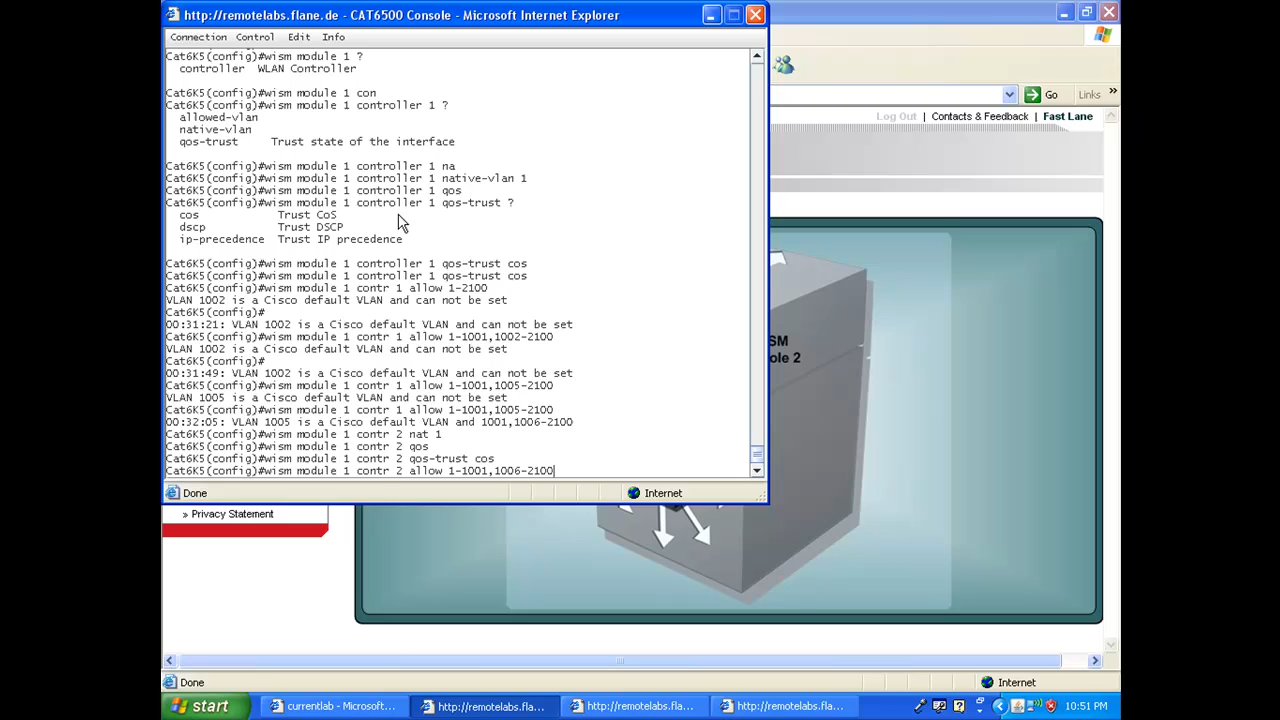 http://remotelabs.flane.de - CAT6500 Console - Microsoft Internet Explorer
Connection Control Edit Info
Cat6K5(config)#wism module 1 ?
controller WLAN Controller
Cat6K5(config)#wism module 1 con
Cat6K5(config)#wism module 1 controller 1 ?
allowed-vlan
native-vlan
qos-trust Trust state of the interface
Cat6K5(config)#wism module 1 controller 1 na
Cat6K5(config)#wism module 1 controller 1 native-vlan 1
Cat6K5(config)#wism module 1 controller 1 qos
Cat6K5(config)#wism module 1 controller 1 qos-trust ?
cos Trust CoS
dscp Trust DSCP
ip-precedence Trust IP precedence
Cat6K5(config)#wism module 1 controller 1 qos-trust cos
Cat6K5(config)#wism module 1 controller 1 qos-trust cos
Cat6K5(config)#wism module 1 contr 1 allow 1-2100
VLAN 1002 is a Cisco default VLAN and can not be set
Cat6K5(config)#
00:31:21: VLAN 1002 is a Cisco default VLAN and can not be set
Cat6K5(config)#wism module 1 contr 1 allow 1-1001,1002-2100
VLAN 1002 is a Cisco default VLAN and can not be set
Cat6K5(config)#
00:31:49: VLAN 1002 is a Cisco default VLAN and can not be set
Cat6K5(config)#wism module 1 contr 1 allow 1-1001,1005-2100
VLAN 1005 is a Cisco default VLAN and can not be set
Cat6K5(config)#wism module 1 contr 1 allow 1-1001,1005-2100
00:32:05: VLAN 1005 is a Cisco default VLAN and 1001,1006-2100
Cat6K5(config)#wism module 1 contr 2 nat 1
Cat6K5(config)#wism module 1 contr 2 qos
Cat6K5(config)#wism module 1 contr 2 qos-trust cos
Cat6K5(config)#wism module 1 contr 2 allow 1-1001,1006-2100
Done Internet
Go Links »
Log Out | Contacts & Feedback | Fast Lane
SM
ole 2
» Privacy Statement
Done Internet
start currentlab - Microsoft... http://remotelabs.fla... http://remotelabs.fla... http://remotelabs.fla... 10:51 PM